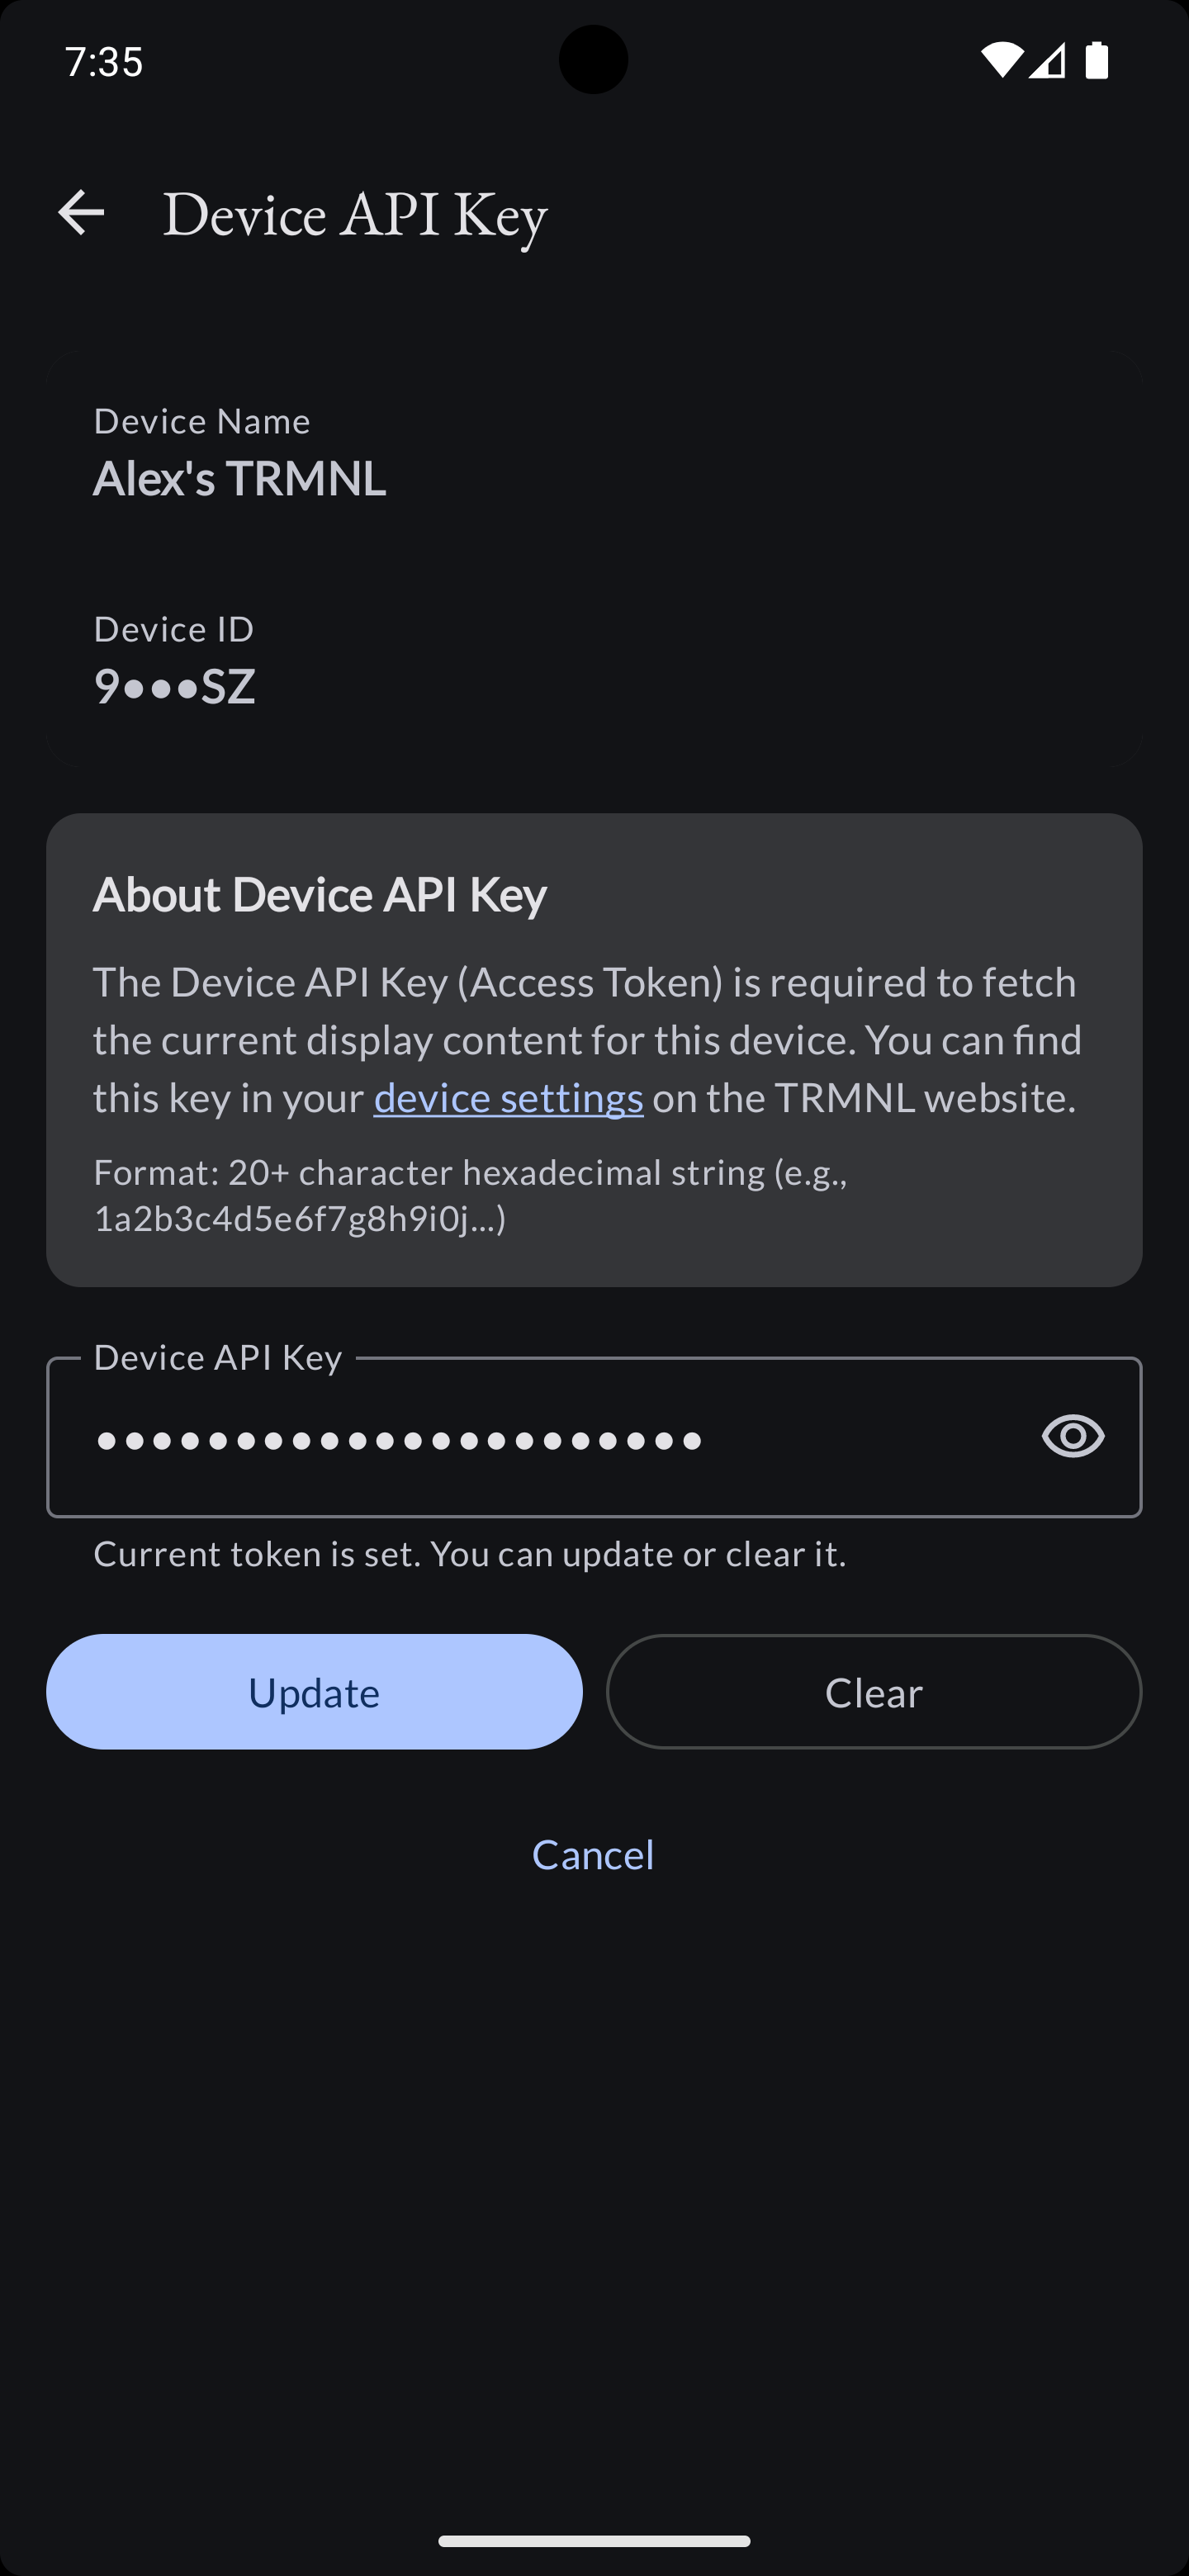 7:35
Device API Key
Device Name
Alex's TRMNL
Device ID
9•••SZ
About Device API Key
The Device API Key (Access Token) is required to fetch
the current display content for this device. You can find
this key in your device settings on the TRMNL website.
Format: 20+ character hexadecimal string (e.g.,
1a2b3c4d5e6f7g8h9i0j...)
Device API Key
••••••••••••••••••••••
Current token is set. You can update or clear it.
Update
Clear
Cancel